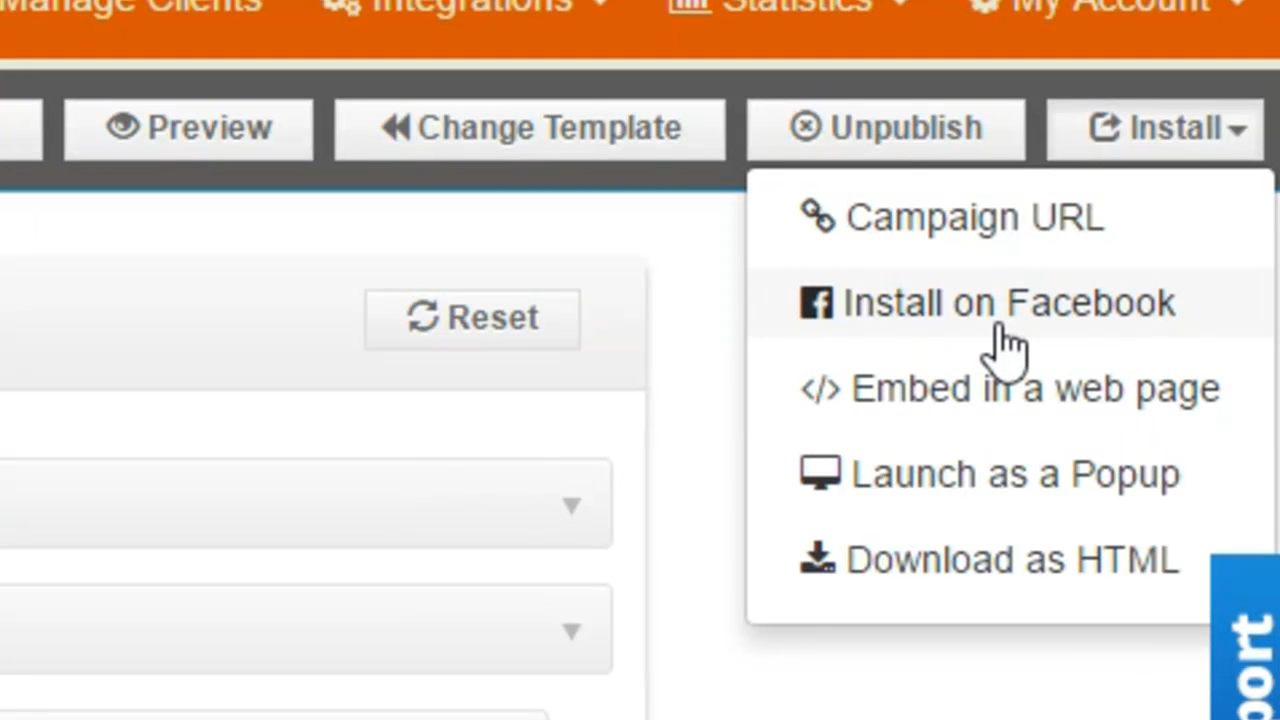 Manage Clients Integrations Statistics My Account
Preview Change Template Unpublish Install
Campaign URL
Reset
Install on Facebook
Embed in a web page
Launch as a Popup
Download as HTML
port